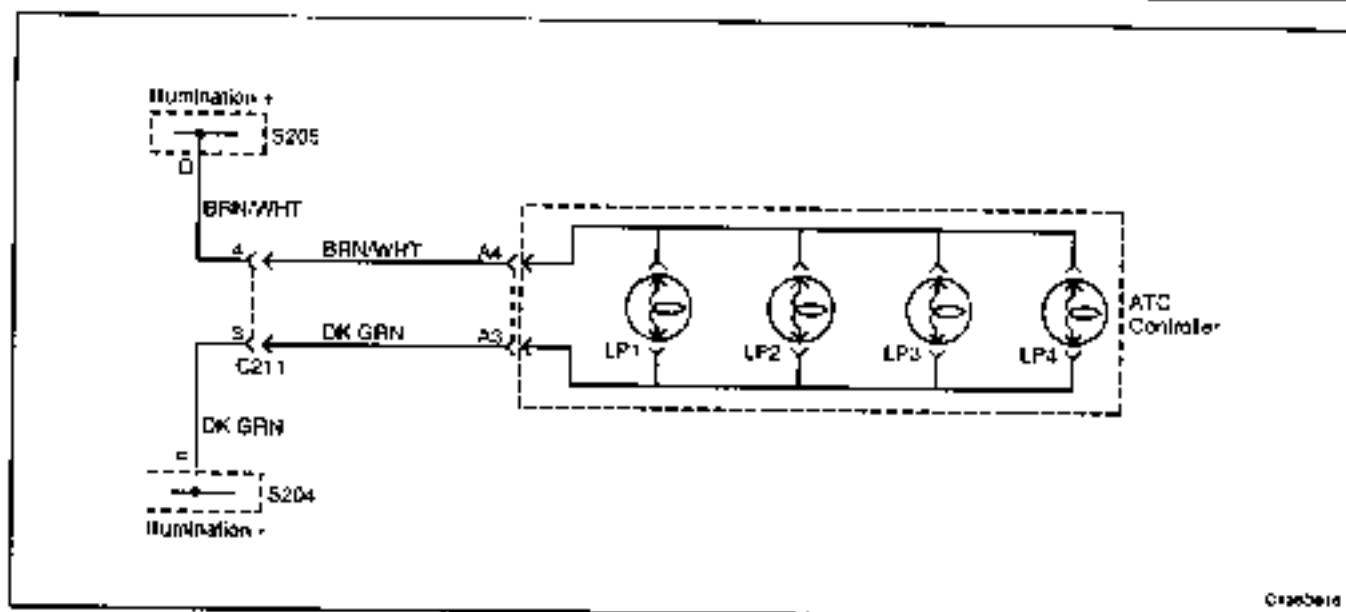 Illumination +
S205
D
BRN/WHT
4
BRN/WHT
A4
3
DK GRN
A3
C211
LP1
LP2
LP3
LP4
ATC
Controller
DK GRN
S204
Illumination -